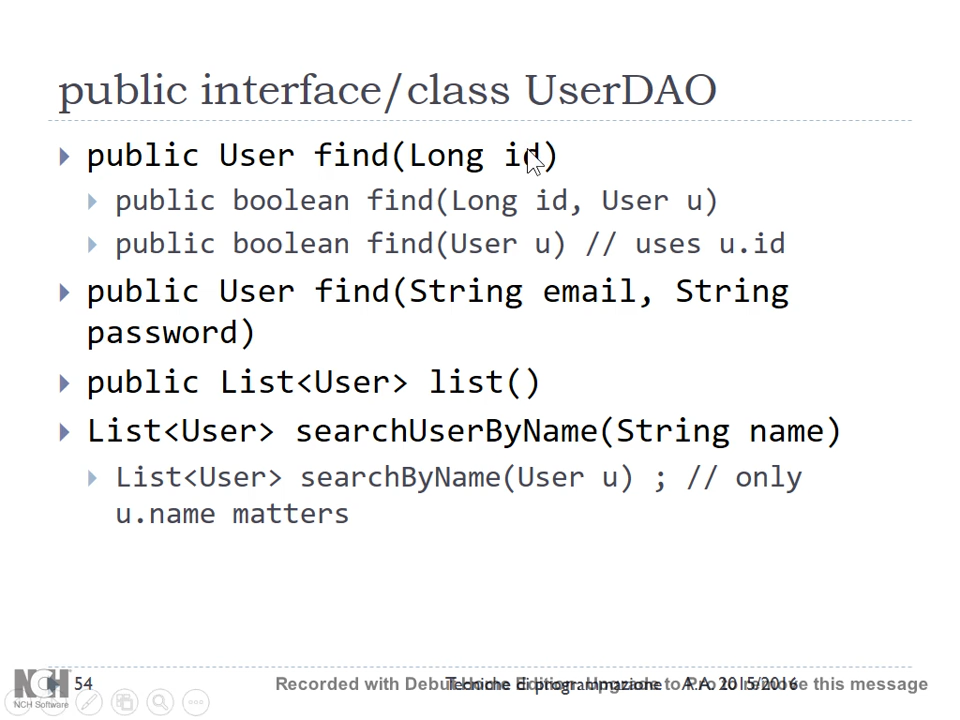 public interface/class UserDAO
public User find(Long id)
public boolean find(Long id, User u)
public boolean find(User u) // uses u.id
public User find(String email, String
password)
public List<User> list()
List<User> searchUserByName(String name)
List<User> searchByName(User u) ; // only
u.name matters
NCH
NCH Software
54
Recorded with Debut Home Edition. Upgrade to Pro to remove this message
Tecniche di programmazione A.A. 2015/2016